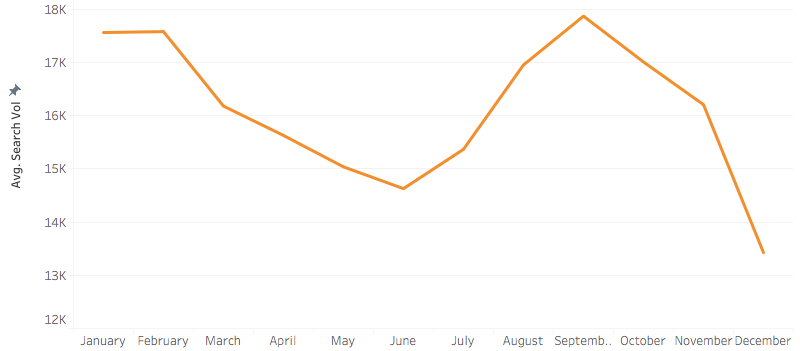 Avg. Search Vol
18K
17K
16K
15K
14K
13K
12K
January February March April May June July August Septemb.. October November December